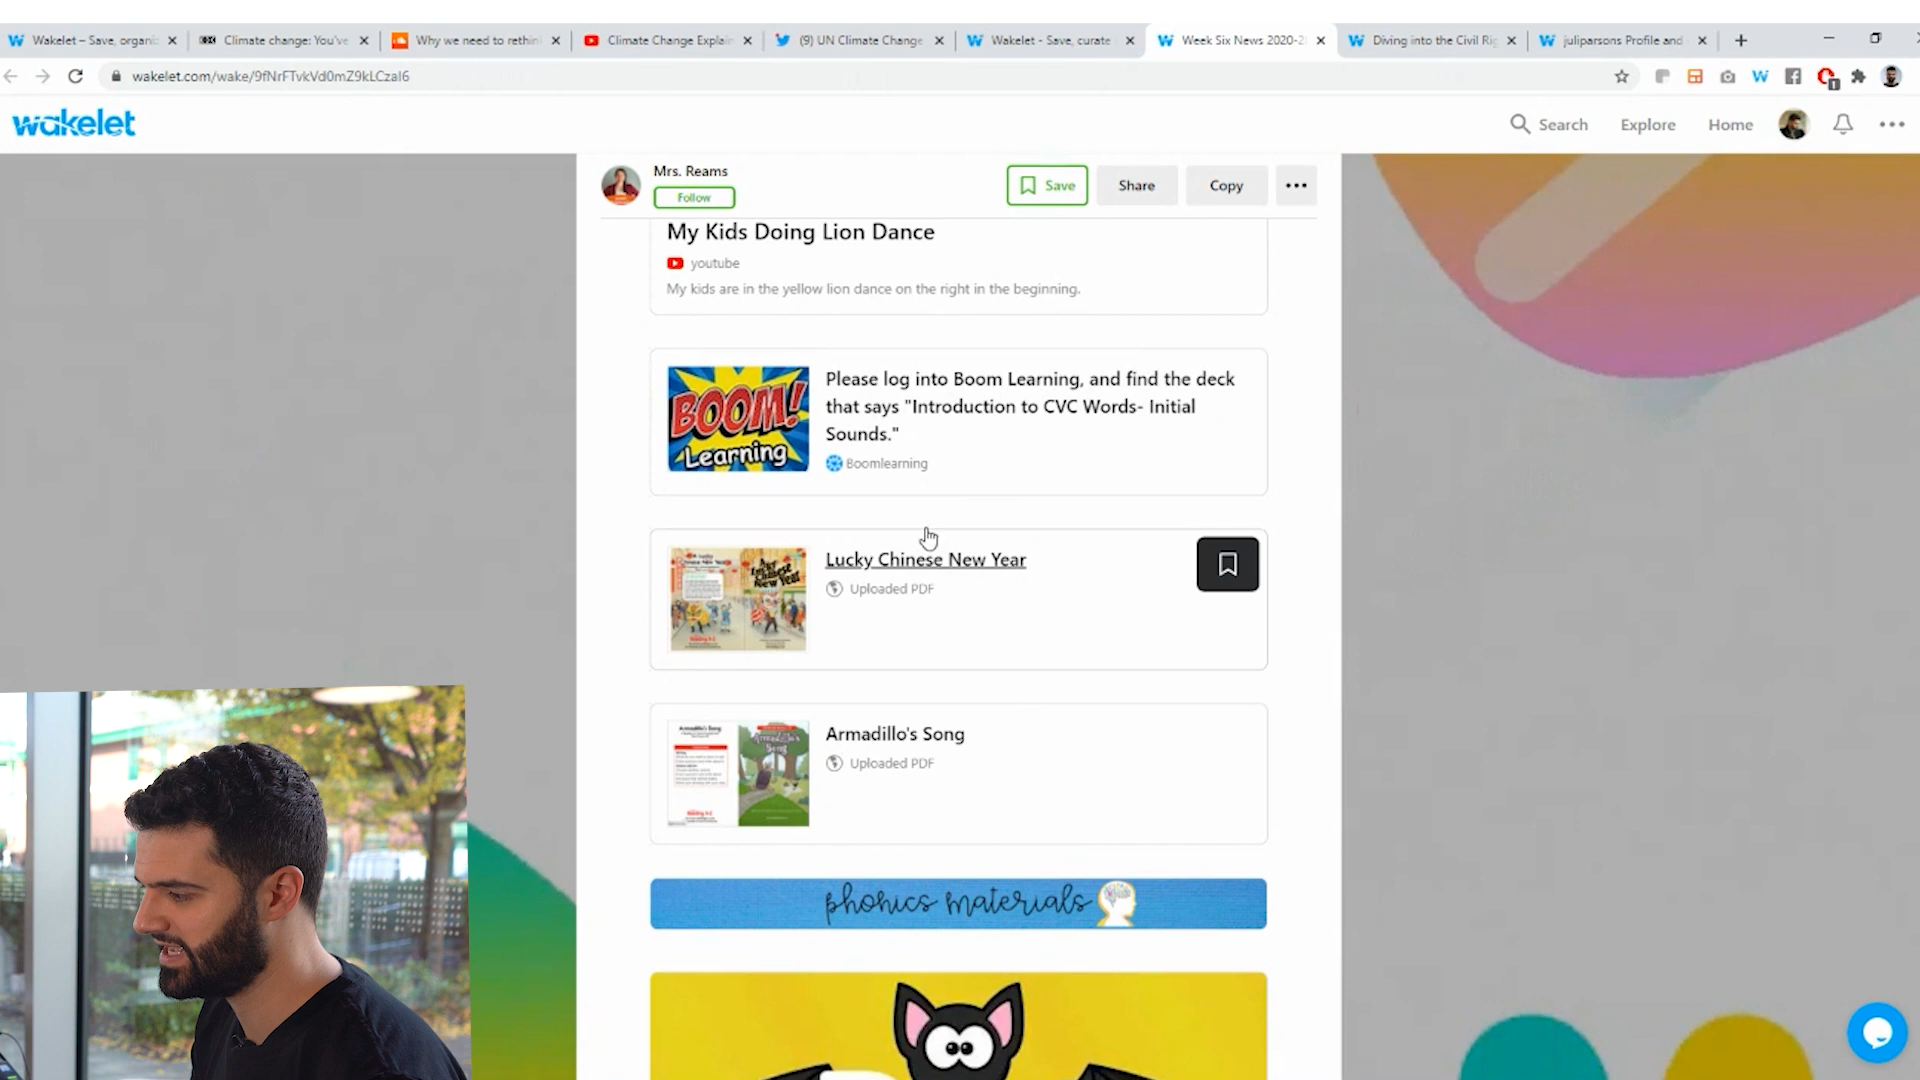 Wakelet – Save, organi
Climate change: You've
Why we need to rethin
Climate Change Explain
(9) UN Climate Change
Wakelet - Save, curate
Week Six News 2020-2
Diving into the Civil Rig
juliparsons Profile and
wakelet.com/wake/9fNrFTvkVd0mZ9kLCzaI6
wakelet
Search
Explore
Home
Mrs. Reams
Follow
Save
Share
Copy
My Kids Doing Lion Dance
youtube
My kids are in the yellow lion dance on the right in the beginning.
BOOM!
Learning
Please log into Boom Learning, and find the deck
that says "Introduction to CVC Words- Initial
Sounds."
Boomlearning
Lucky Chinese New Year
Uploaded PDF
Armadillo's Song
Armadillo's Song
Uploaded PDF
phonics materials